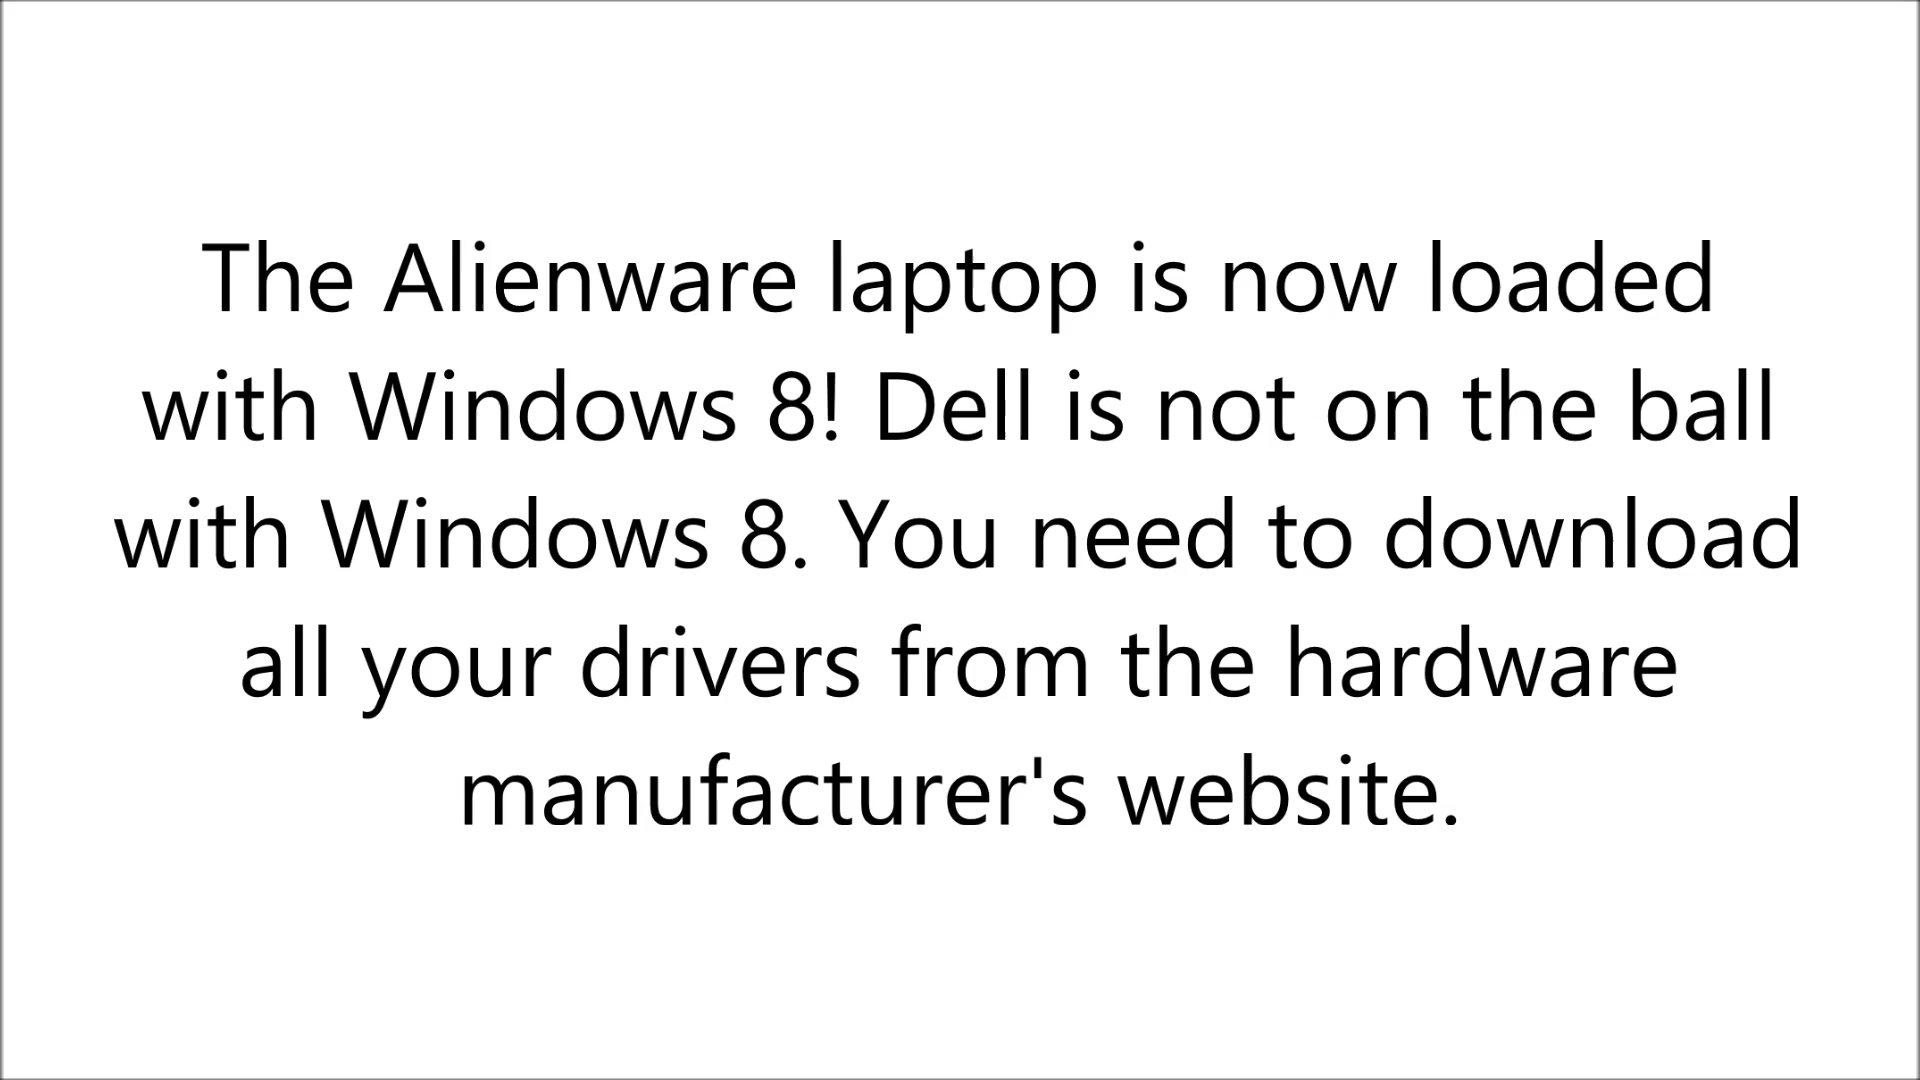 The Alienware laptop is now loaded
with Windows 8! Dell is not on the ball
with Windows 8. You need to download
all your drivers from the hardware
manufacturer's website.